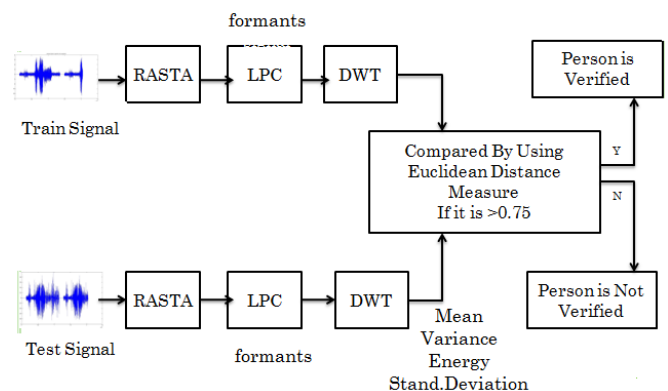 formants
RASTA
LPC
DWT
Train Signal
Person is
Verified
Compared By Using
Euclidean Distance
Measure
If it is >0.75
Y
N
RASTA
LPC
DWT
Test Signal
formants
Mean
Variance
Energy
Stand.Deviation
Person is Not
Verified